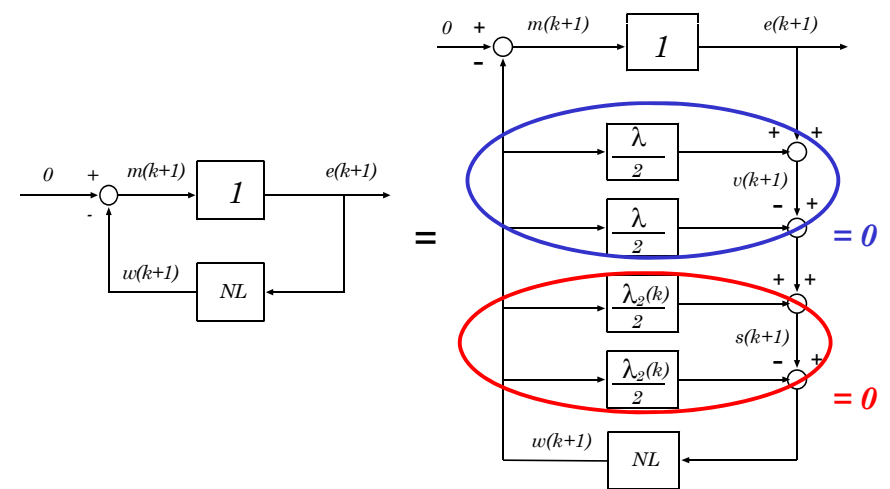 0
+
-
m(k+1)
1
e(k+1)
w(k+1)
NL
=
0
+
-
m(k+1)
1
e(k+1)
λ
2
+ +
v(k+1)
λ
2
- +
= 0
λ₂(k)
2
+ +
s(k+1)
λ₂(k)
2
- +
= 0
w(k+1)
NL